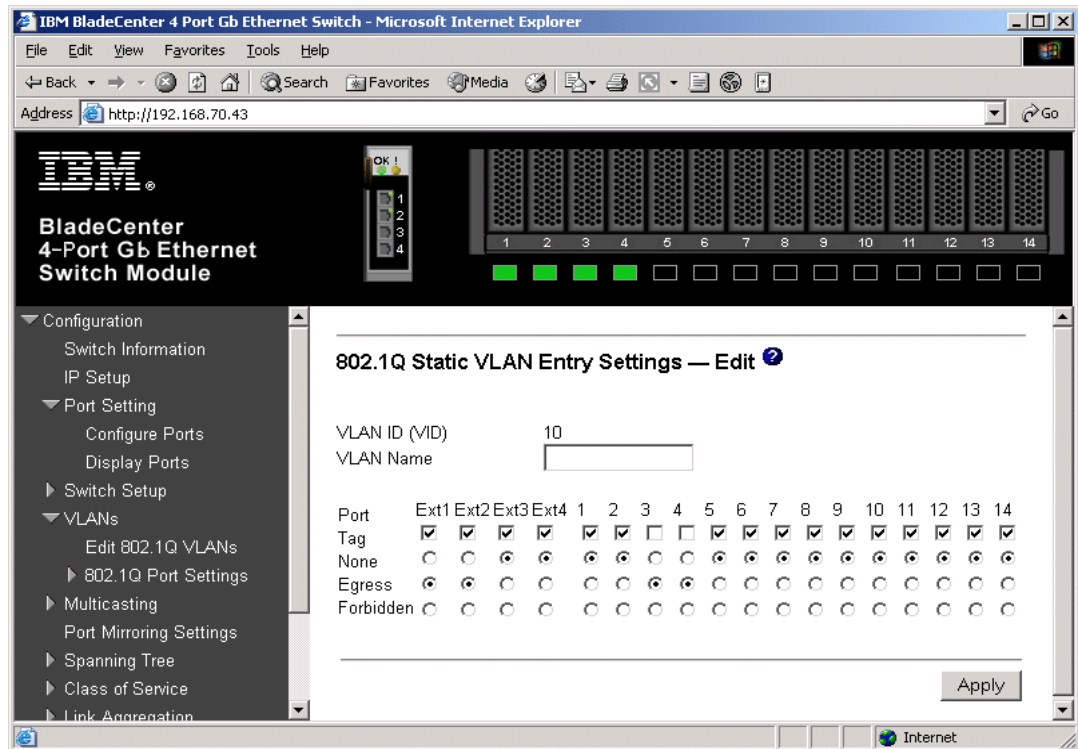 IBM BladeCenter 4 Port Gb Ethernet Switch - Microsoft Internet Explorer
File Edit View Favorites Tools Help
Back Search Favorites Media
Address http://192.168.70.43 Go
IBM®
BladeCenter
4-Port Gb Ethernet
Switch Module
OK !
1
2
3
4
1 2 3 4 5 6 7 8 9 10 11 12 13 14
Configuration
Switch Information
IP Setup
Port Setting
Configure Ports
Display Ports
Switch Setup
VLANs
Edit 802.1Q VLANs
802.1Q Port Settings
Multicasting
Port Mirroring Settings
Spanning Tree
Class of Service
Link Aggregation
802.1Q Static VLAN Entry Settings — Edit ?
VLAN ID (VID) 10
VLAN Name
Port Ext1 Ext2 Ext3 Ext4 1 2 3 4 5 6 7 8 9 10 11 12 13 14
Tag
None
Egress
Forbidden
Apply
Internet